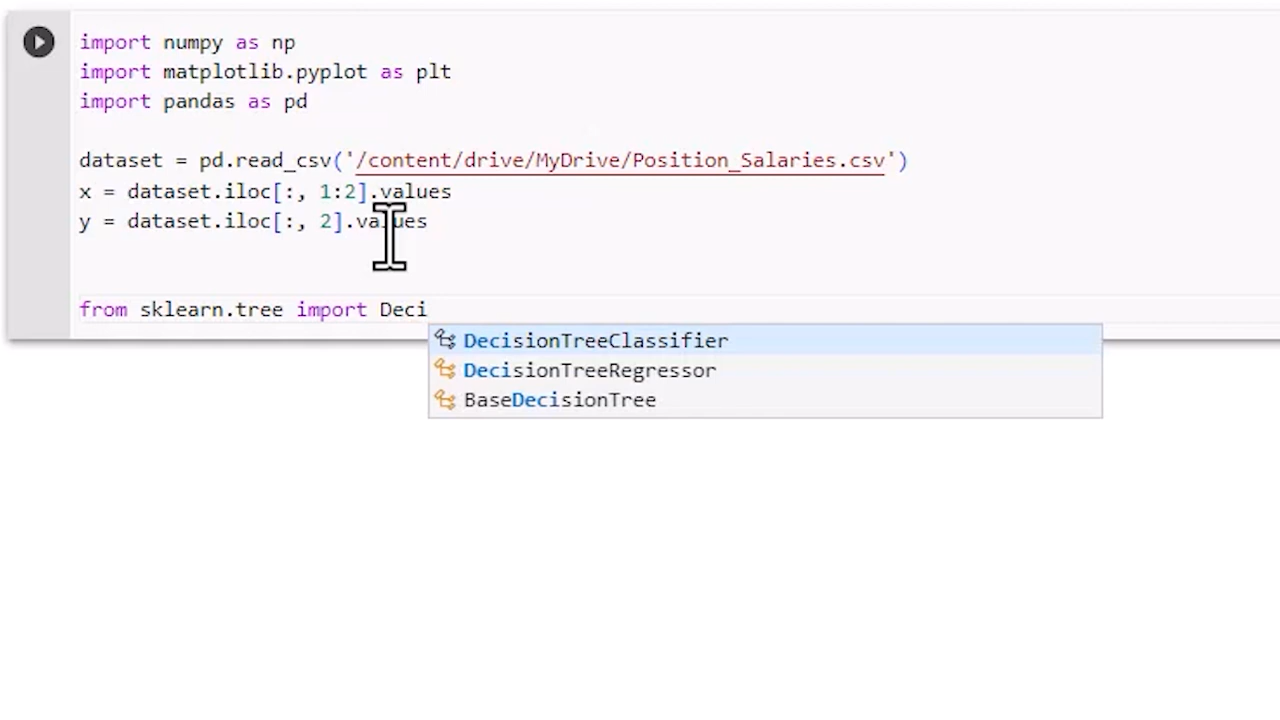 import numpy as np
import matplotlib.pyplot as plt
import pandas as pd
dataset = pd.read_csv('/content/drive/MyDrive/Position_Salaries.csv')
x = dataset.iloc[:, 1:2].values
y = dataset.iloc[:, 2].values
from sklearn.tree import Deci
DecisionTreeClassifier
DecisionTreeRegressor
BaseDecisionTree